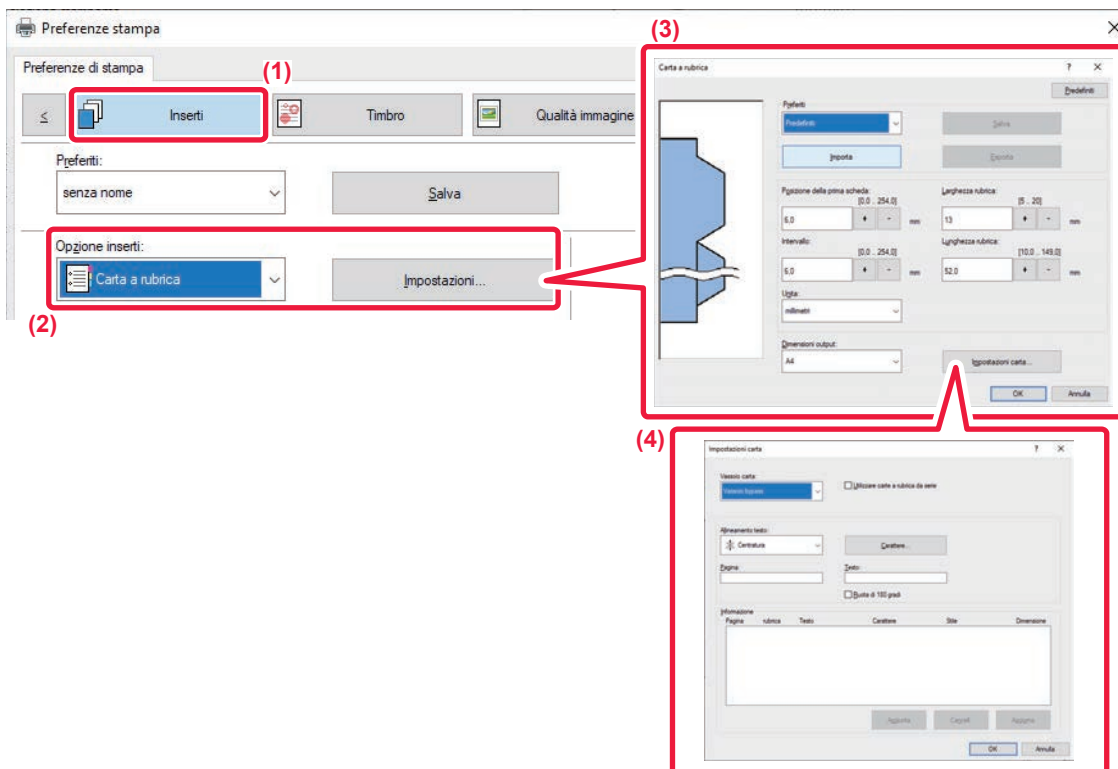 Preferenze stampa
Preferenze di stampa
(1)
≤ Inserti Timbro Qualità immagine
Preferiti:
senza nome Salva
Opzione inserti:
Carta a rubrica Impostazioni...
(2)
(3)
Carta a rubrica ? ×
Predefiniti
Preferiti:
Predefiniti Salva
Importa
Posizione della prima scheda: Larghezza rubrica:
[0,0 .. 254,0] [5 .. 20]
6,0 + - mm 13 + - mm
Intervallo: Lunghezza rubrica:
[0,0 .. 254,0] [10,0 .. 149,0]
6,0 + - mm 52,0 + - mm
Unita:
millimetri
Dimensioni output:
A4 Impostazioni carta...
OK Annulla
(4)
Impostazioni carta ? ×
Vassoio carta:
Vassoio bypass Utilizzare carte a rubrica da serie
Allineamento testo:
Centratura Carattere...
Pagina: Testo:
Ruota di 180 gradi
Informazione
Pagina rubrica Testo Carattere Stile Dimensione
Aggiunta Cancell Aggiorna
OK Annulla